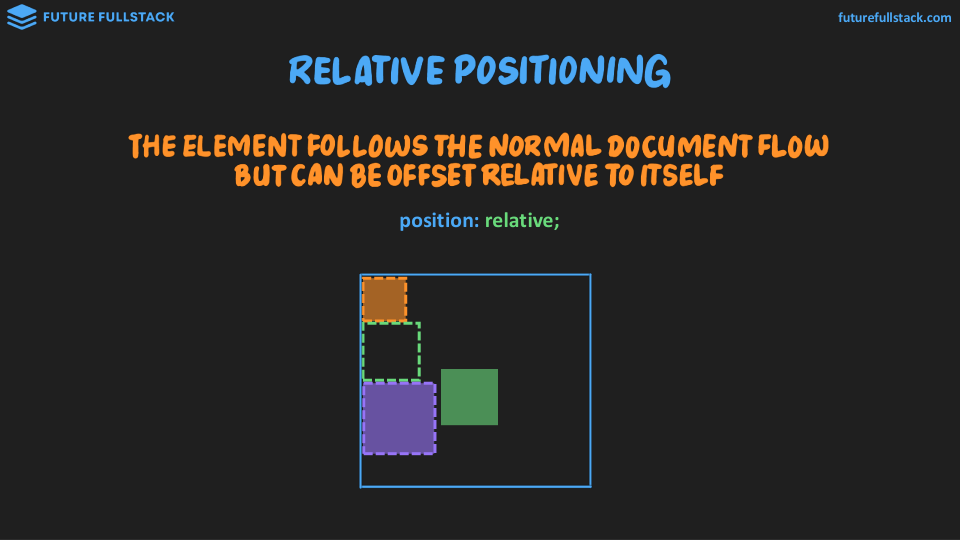 FUTURE FULLSTACK
futurefullstack.com
RELATIVE POSITIONING
THE ELEMENT FOLLOWS THE NORMAL DOCUMENT FLOW
BUT CAN BE OFFSET RELATIVE TO ITSELF
position: relative;